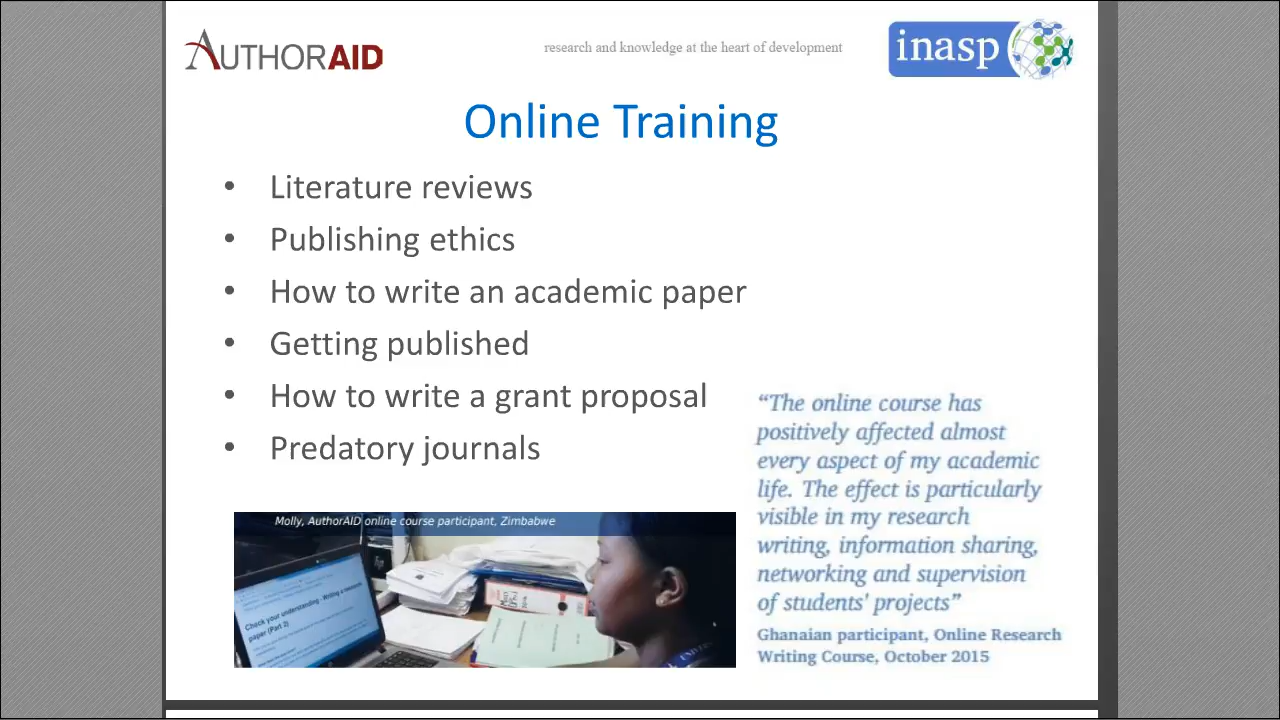 AUTHORAID
research and knowledge at the heart of development
inasp
Online Training
• Literature reviews
• Publishing ethics
• How to write an academic paper
• Getting published
• How to write a grant proposal
• Predatory journals
“The online course has
positively affected almost
every aspect of my academic
life. The effect is particularly
visible in my research
writing, information sharing,
networking and supervision
of students' projects”
Ghanaian participant, Online Research
Writing Course, October 2015
Molly, AuthorAID online course participant, Zimbabwe
Check your understanding - Writing a research
paper (Part 2)